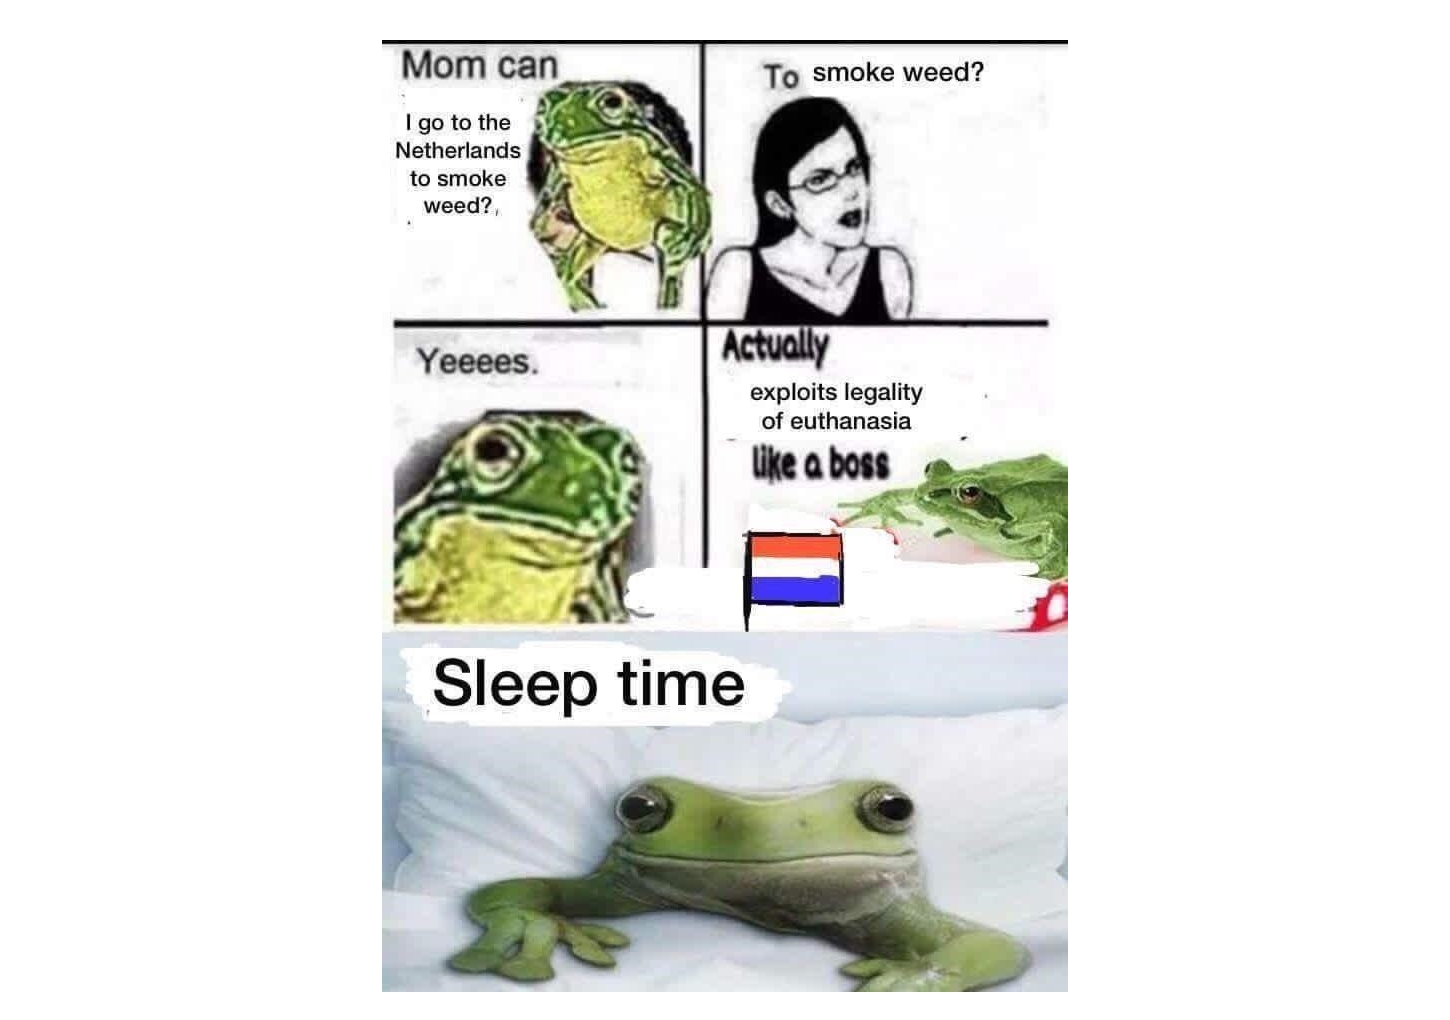 Mom can
I go to the
Netherlands
to smoke
weed?,
To smoke weed?
Yeeees.
Actually
exploits legality
of euthanasia
like a boss
Sleep time